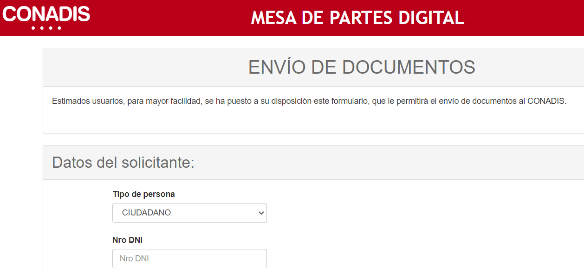 CONADIS
MESA DE PARTES DIGITAL
ENVÍO DE DOCUMENTOS
Estimados usuarios, para mayor facilidad, se ha puesto a su disposición este formulario, que le permitirá el envío de documentos al CONADIS.
Datos del solicitante:
Tipo de persona
CIUDADANO
Nro DNI
Nro DNI